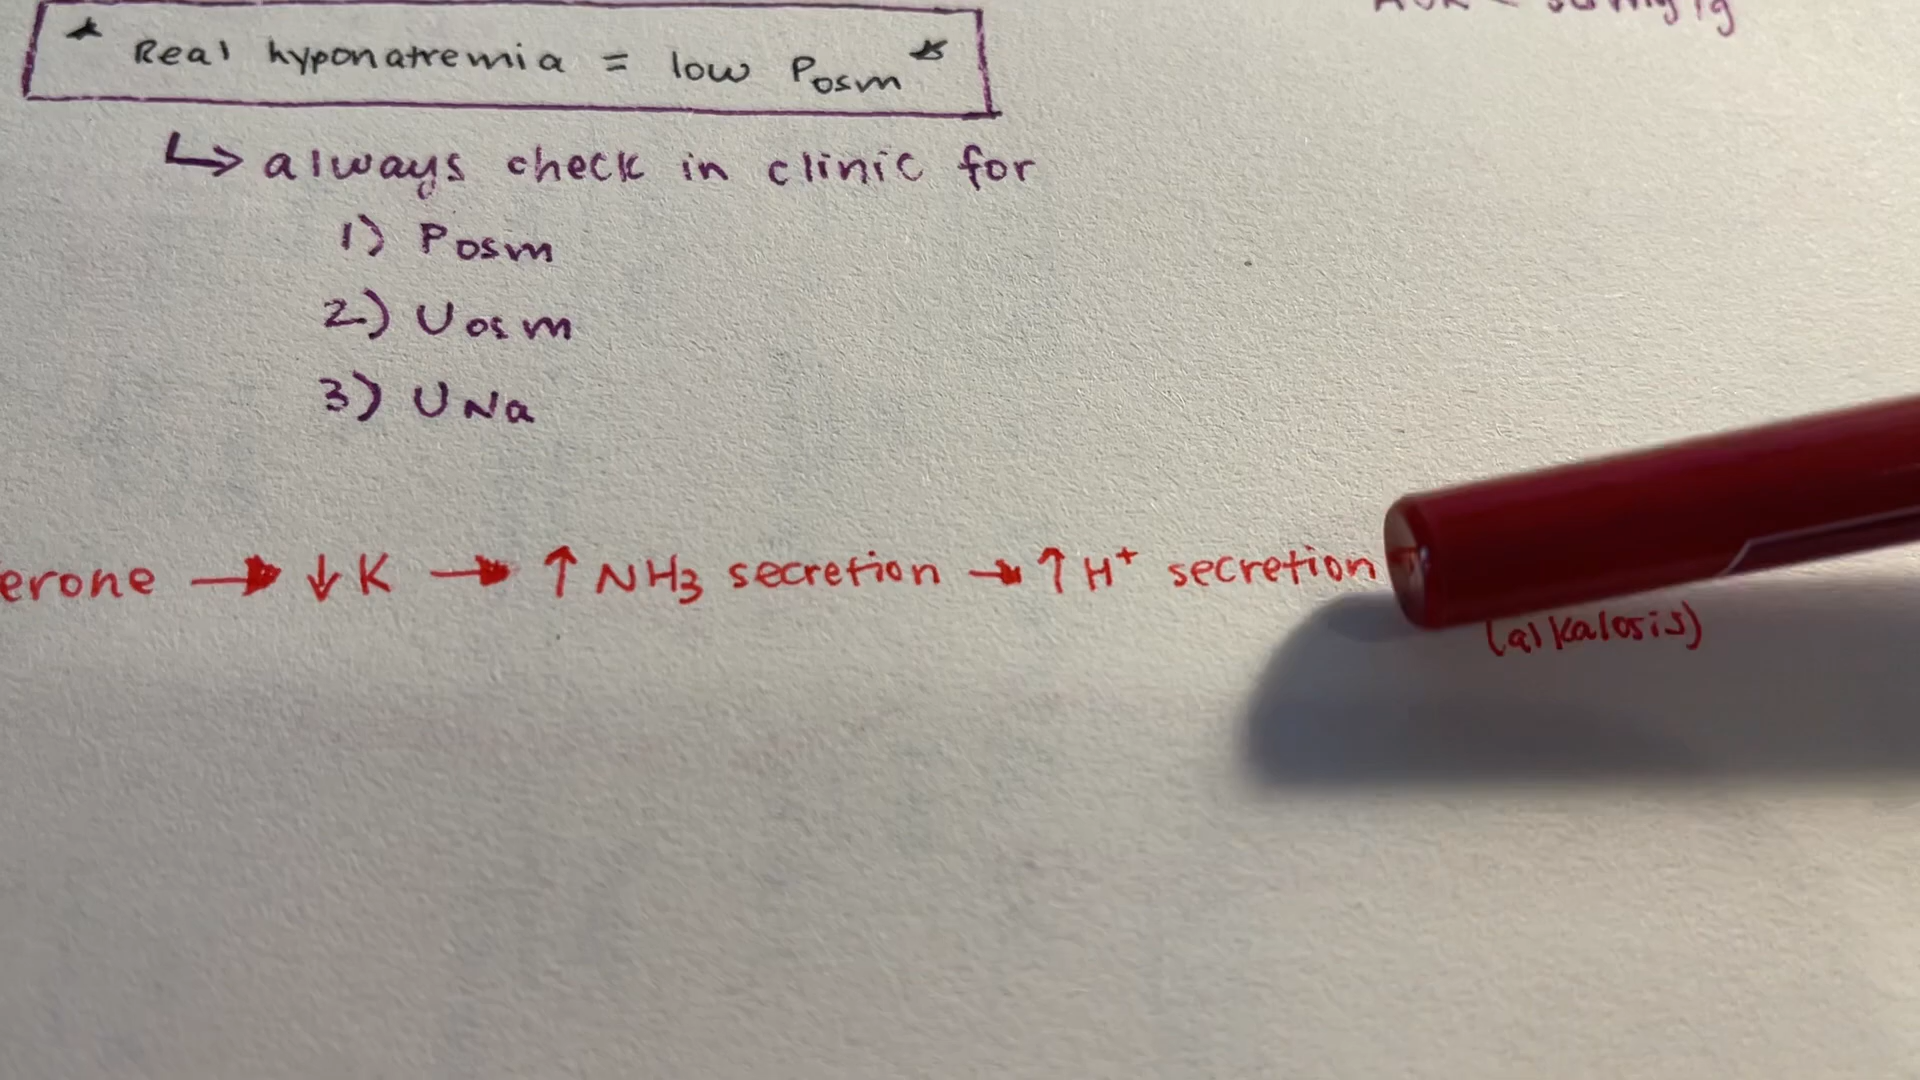 * Real hyponatremia = low Posm *
↳ always check in clinic for
1) Posm
2) Uosm
3) UNa
erone → ↓ K → ↑ NH3 secretion → ↑ H+ secretion
(alkalosis)